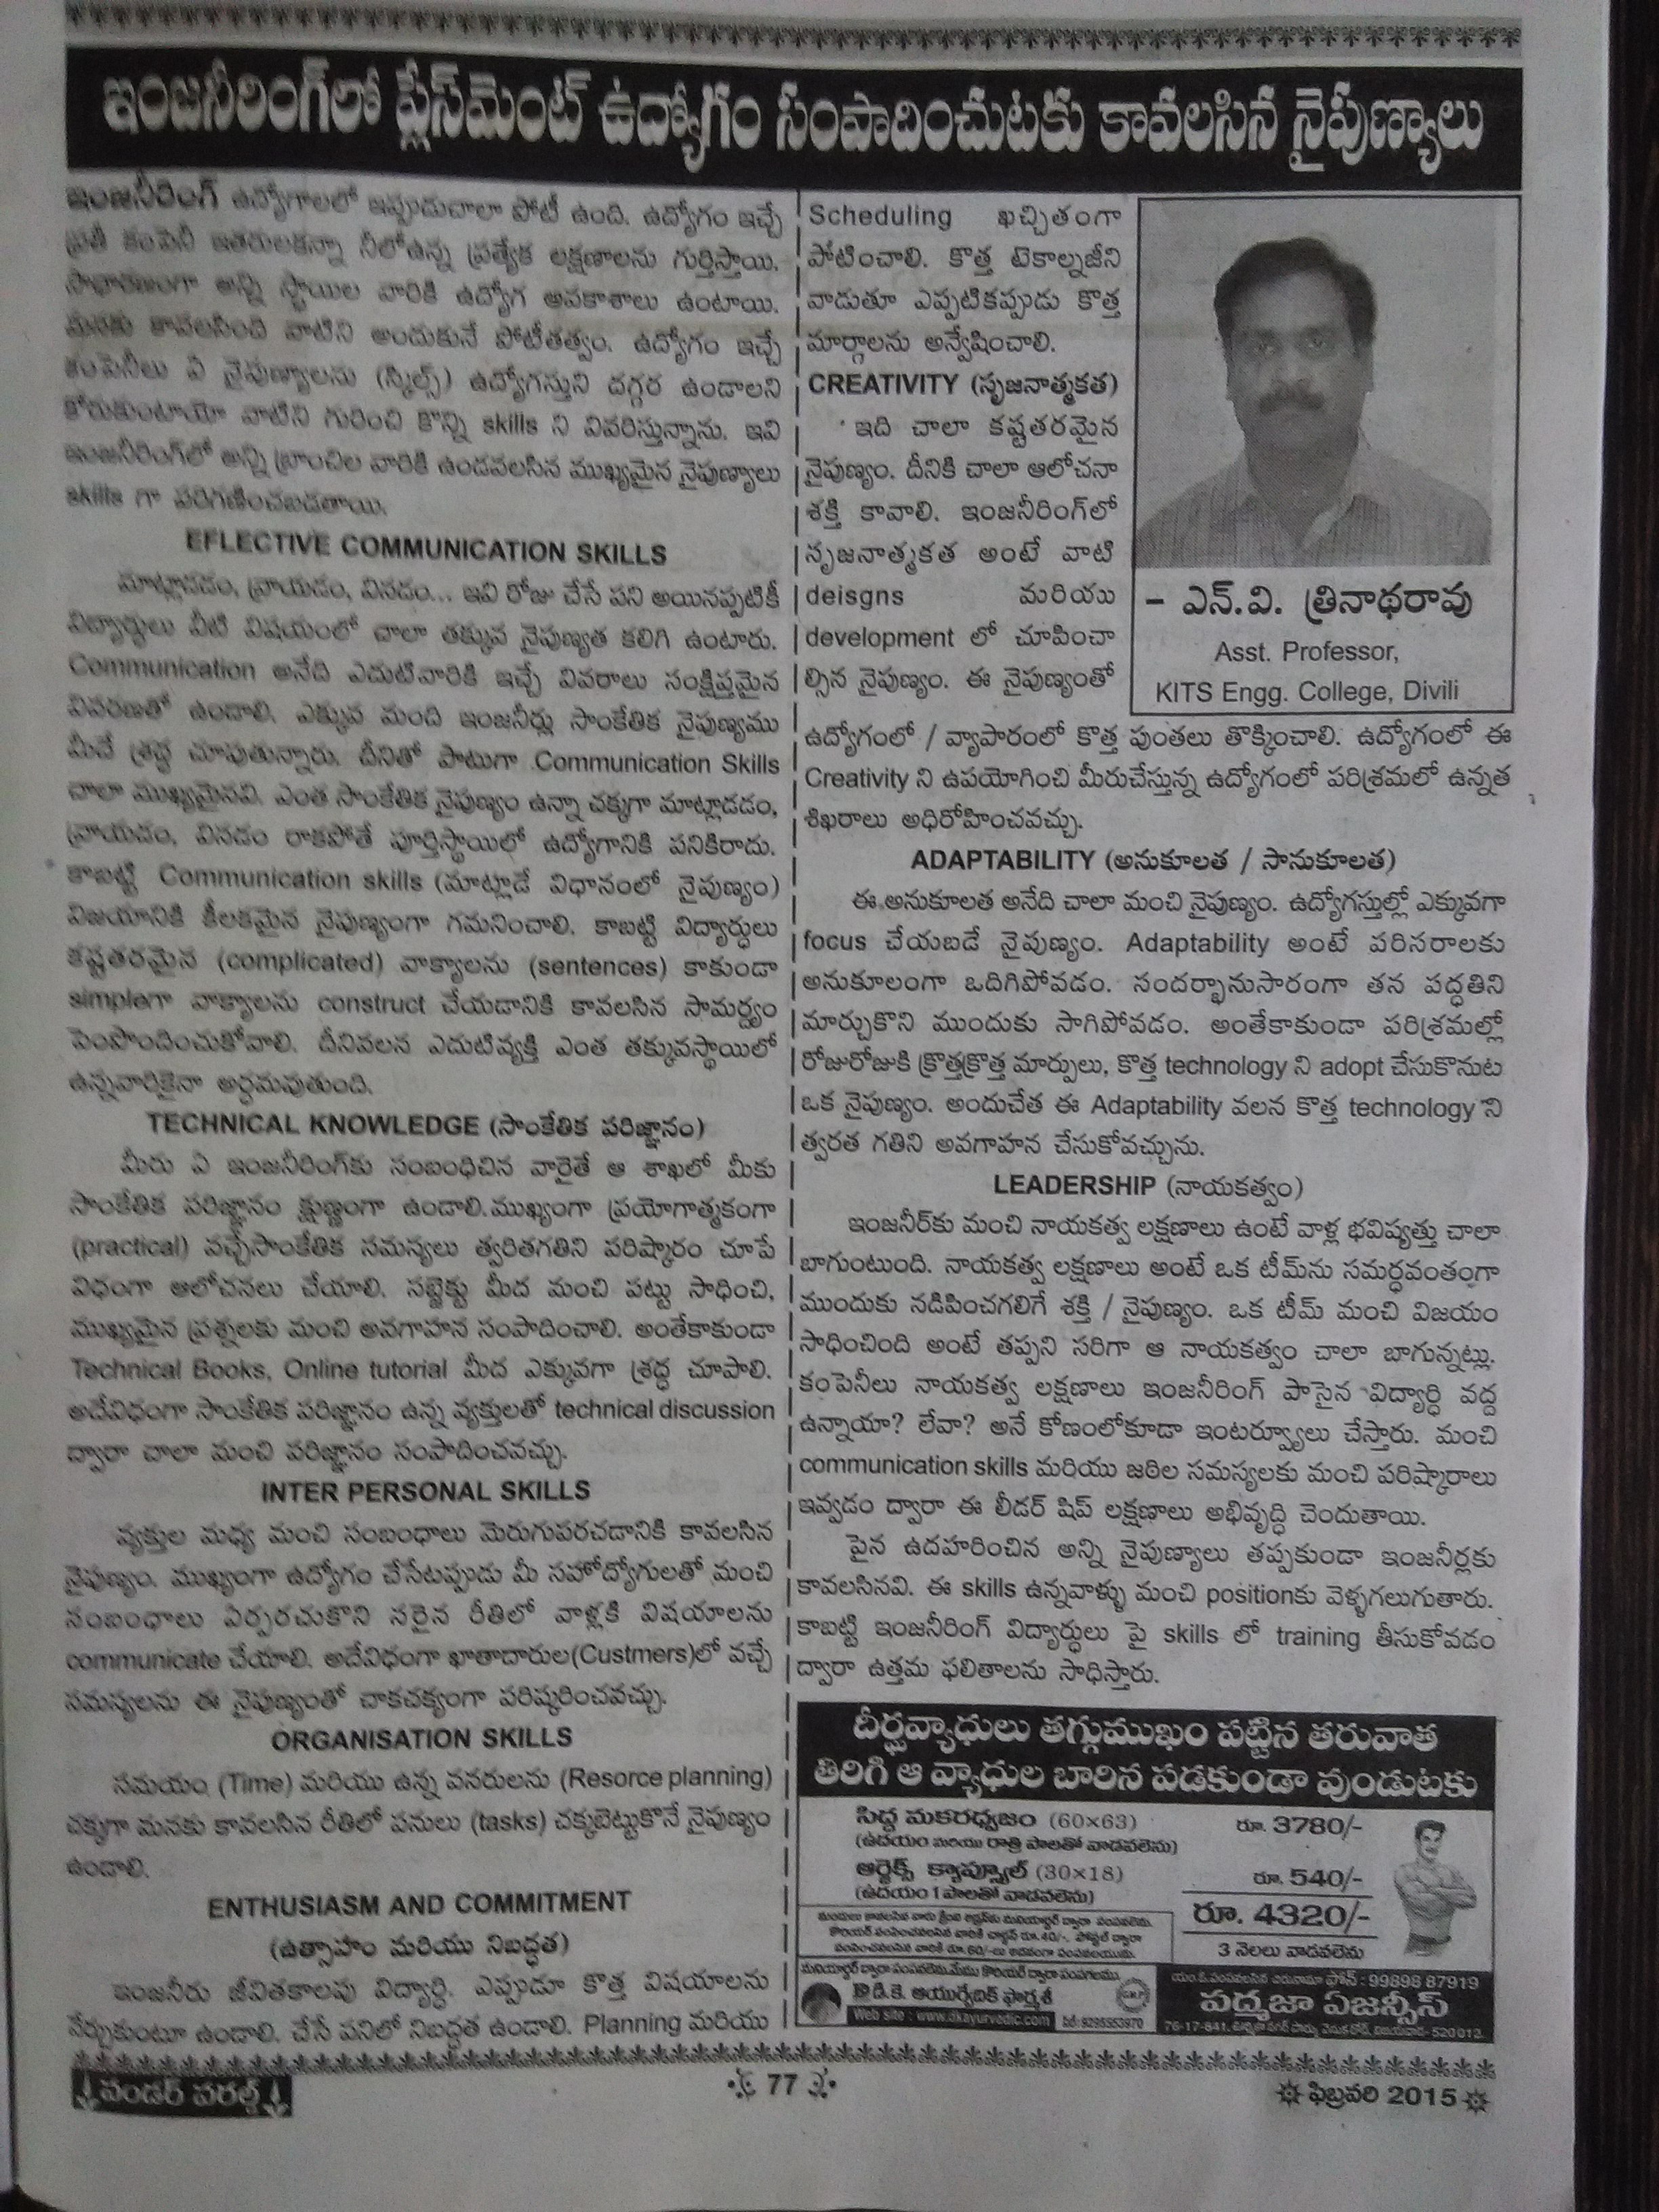 ఇంజనీరింగ్‌లో ప్లేస్‌మెంట్ ఉద్యోగం సంపాదించుటకు కావలసిన నైపుణ్యాలు
ఇంజనీరింగ్ ఉద్యోగాలలో ఇప్పుడుచాలా పోటీ ఉంది. ఉద్యోగం ఇచ్చే
ప్రతీ కంపెనీ ఇతరులకన్నా నీలోఉన్న ప్రత్యేక లక్షణాలను గుర్తిస్తాయి.
సాధారణంగా అన్ని స్థాయిల వారికి ఉద్యోగ అవకాశాలు ఉంటాయి.
మనకు కావలసింది వాటిని అందుకునే పోటీతత్వం. ఉద్యోగం ఇచ్చే
కంపెనీలు ఏ నైపుణ్యాలను (స్కిల్స్) ఉద్యోగస్తుని దగ్గర ఉండాలని
కోరుకుంటాయో వాటిని గురించి కొన్ని skills ని వివరిస్తున్నాను. ఇవి
ఇంజనీరింగ్‌లో అన్ని బ్రాంచిల వారికి ఉండవలసిన ముఖ్యమైన నైపుణ్యాలు
skills గా పరిగణించబడతాయి.
EFLECTIVE COMMUNICATION SKILLS
మాట్లాడడం, వ్రాయడం, వినడం... ఇవి రోజు చేసే పని అయినప్పటికీ
విద్యార్థులు వీటి విషయంలో చాలా తక్కువ నైపుణ్యత కలిగి ఉంటారు.
Communication అనేది ఎదుటివారికి ఇచ్చే వివరాలు సంక్షిప్తమైన
వివరణతో ఉండాలి. ఎక్కువ మంది ఇంజనీర్లు సాంకేతిక నైపుణ్యము
మీదే శ్రద్ధ చూపుతున్నారు. దీనితో పాటుగా Communication Skills
చాలా ముఖ్యమైనవి. ఎంత సాంకేతిక నైపుణ్యం ఉన్నా చక్కగా మాట్లాడడం,
వ్రాయడం, వినడం రాకపోతే పూర్తిస్థాయిలో ఉద్యోగానికి పనికిరాదు.
కాబట్టి Communication skills (మాట్లాడే విధానంలో నైపుణ్యం)
విజయానికి కీలకమైన నైపుణ్యంగా గమనించాలి. కాబట్టి విద్యార్థులు
కష్టతరమైన (complicated) వాక్యాలను (sentences) కాకుండా
simpleగా వాక్యాలను construct చేయడానికి కావలసిన సామర్థ్యం
పెంపొందించుకోవాలి. దీనివలన ఎదుటివ్యక్తి ఎంత తక్కువస్థాయిలో
ఉన్నవారికైనా అర్థమవుతుంది.
TECHNICAL KNOWLEDGE (సాంకేతిక పరిజ్ఞానం)
మీరు ఏ ఇంజనీరింగ్‌కు సంబంధిచిన వారైతే ఆ శాఖలో మీకు
సాంకేతిక పరిజ్ఞానం క్షుణ్ణంగా ఉండాలి.ముఖ్యంగా ప్రయోగాత్మకంగా
(practical) వచ్చేసాంకేతిక సమస్యలు త్వరితగతిని పరిష్కారం చూపే
విధంగా ఆలోచనలు చేయాలి. సబ్జెక్టు మీద మంచి పట్టు సాధించి,
ముఖ్యమైన ప్రశ్నలకు మంచి అవగాహన సంపాదించాలి. అంతేకాకుండా
Technical Books, Online tutorial మీద ఎక్కువగా శ్రద్ధ చూపాలి.
అదేవిధంగా సాంకేతిక పరిజ్ఞానం ఉన్న వ్యక్తులతో technical discussion
ద్వారా చాలా మంచి పరిజ్ఞానం సంపాదించవచ్చు.
INTER PERSONAL SKILLS
వ్యక్తుల మధ్య మంచి సంబంధాలు మెరుగుపరచడానికి కావలసిన
నైపుణ్యం. ముఖ్యంగా ఉద్యోగం చేసేటప్పుడు మీ సహోద్యోగులతో మంచి
సంబంధాలు ఏర్పరచుకొని సరైన రీతిలో వాళ్లకి విషయాలను
communicate చేయాలి. అదేవిధంగా ఖాతాదారుల(Custmers)లో వచ్చే
సమస్యలను ఈ నైపుణ్యంతో చాకచక్యంగా పరిష్కరించవచ్చు.
ORGANISATION SKILLS
సమయం (Time) మరియు ఉన్న వనరులను (Resorce planning)
చక్కగా మనకు కావలసిన రీతిలో పనులు (tasks) చక్కబెట్టుకొనే నైపుణ్యం
ఉండాలి.
ENTHUSIASM AND COMMITMENT
(ఉత్సాహం మరియు నిబద్ధత)
ఇంజనీరు జీవితకాలపు విద్యార్థి. ఎప్పుడూ కొత్త విషయాలను
నేర్చుకుంటూ ఉండాలి. చేసే పనిలో నిబద్ధత ఉండాలి. Planning మరియు
Scheduling ఖచ్చితంగా
పోటించాలి. కొత్త టెకాల్నజీని
వాడుతూ ఎప్పటికప్పుడు కొత్త
మార్గాలను అన్వేషించాలి.
CREATIVITY (సృజనాత్మకత)
ఇది చాలా కష్టతరమైన
నైపుణ్యం. దీనికి చాలా ఆలోచనా
శక్తి కావాలి. ఇంజనీరింగ్‌లో
సృజనాత్మకత అంటే వాటి
deisgns మరియు
development లో చూపించా
ల్సిన నైపుణ్యం. ఈ నైపుణ్యంతో
– ఎన్.వి. త్రినాథరావు
Asst. Professor,
KITS Engg. College, Divili
ఉద్యోగంలో / వ్యాపారంలో కొత్త పుంతలు తొక్కించాలి. ఉద్యోగంలో ఈ
Creativity ని ఉపయోగించి మీరుచేస్తున్న ఉద్యోగంలో పరిశ్రమలో ఉన్నత
శిఖరాలు అధిరోహించవచ్చు.
ADAPTABILITY (అనుకూలత / సానుకూలత)
ఈ అనుకూలత అనేది చాలా మంచి నైపుణ్యం. ఉద్యోగస్తుల్లో ఎక్కువగా
focus చేయబడే నైపుణ్యం. Adaptability అంటే పరిసరాలకు
అనుకూలంగా ఒదిగిపోవడం. సందర్భానుసారంగా తన పద్ధతిని
మార్చుకొని ముందుకు సాగిపోవడం. అంతేకాకుండా పరిశ్రమల్లో
రోజురోజుకి క్రొత్తక్రొత్త మార్పులు, కొత్త technology ని adopt చేసుకొనుట
ఒక నైపుణ్యం. అందుచేత ఈ Adaptability వలన కొత్త technology ని
త్వరత గతిని అవగాహన చేసుకోవచ్చును.
LEADERSHIP (నాయకత్వం)
ఇంజనీర్‌కు మంచి నాయకత్వ లక్షణాలు ఉంటే వాళ్ల భవిష్యత్తు చాలా
బాగుంటుంది. నాయకత్వ లక్షణాలు అంటే ఒక టీమ్‌ను సమర్థవంతంగా
ముందుకు నడిపించగలిగే శక్తి / నైపుణ్యం. ఒక టీమ్ మంచి విజయం
సాధించింది అంటే తప్పని సరిగా ఆ నాయకత్వం చాలా బాగున్నట్లు.
కంపెనీలు నాయకత్వ లక్షణాలు ఇంజనీరింగ్ పాసైన విద్యార్థి వద్ద
ఉన్నాయా? లేవా? అనే కోణంలోకూడా ఇంటర్వ్యూలు చేస్తారు. మంచి
communication skills మరియు జఠిల సమస్యలకు మంచి పరిష్కారాలు
ఇవ్వడం ద్వారా ఈ లీడర్ షిప్ లక్షణాలు అభివృద్ధి చెందుతాయి.
పైన ఉదహరించిన అన్ని నైపుణ్యాలు తప్పకుండా ఇంజనీర్లకు
కావలసినవి. ఈ skills ఉన్నవాళ్ళు మంచి positionకు వెళ్ళగలుగుతారు.
కాబట్టి ఇంజనీరింగ్ విద్యార్థులు పై skills లో training తీసుకోవడం
ద్వారా ఉత్తమ ఫలితాలను సాధిస్తారు.
దీర్ఘవ్యాధులు తగ్గుముఖం పట్టిన తరువాత
తిరిగి ఆ వ్యాధుల బారిన పడకుండా వుండుటకు
సిద్ధ మకరధ్వజం (60×63) రూ. 3780/-
(ఉదయం మరియు రాత్రి పాలతో వాడవలెను)
ఆర్జెక్స్ క్యాప్సూల్ (30×18) రూ. 540/-
(ఉదయం 1 పాలతో వాడవలెను)
రూ. 4320/-
3 నెలలు వాడవలెను
మనియార్డర్ ద్వారా పంపవలెను.మేము కొరియర్ ద్వారా పంపగలము.
డి.కె. ఆయుర్వేదిక్ ఫార్మశీ
Web site : www.dkayurvedic.com సెల్: 9295553970
యం.ఓ.పంపవలసిన చిరునామా ఫోన్ : 99898 87919
పద్మజా ఏజన్సీస్
వండర్ వరల్డ్
77
ఫిబ్రవరి 2015